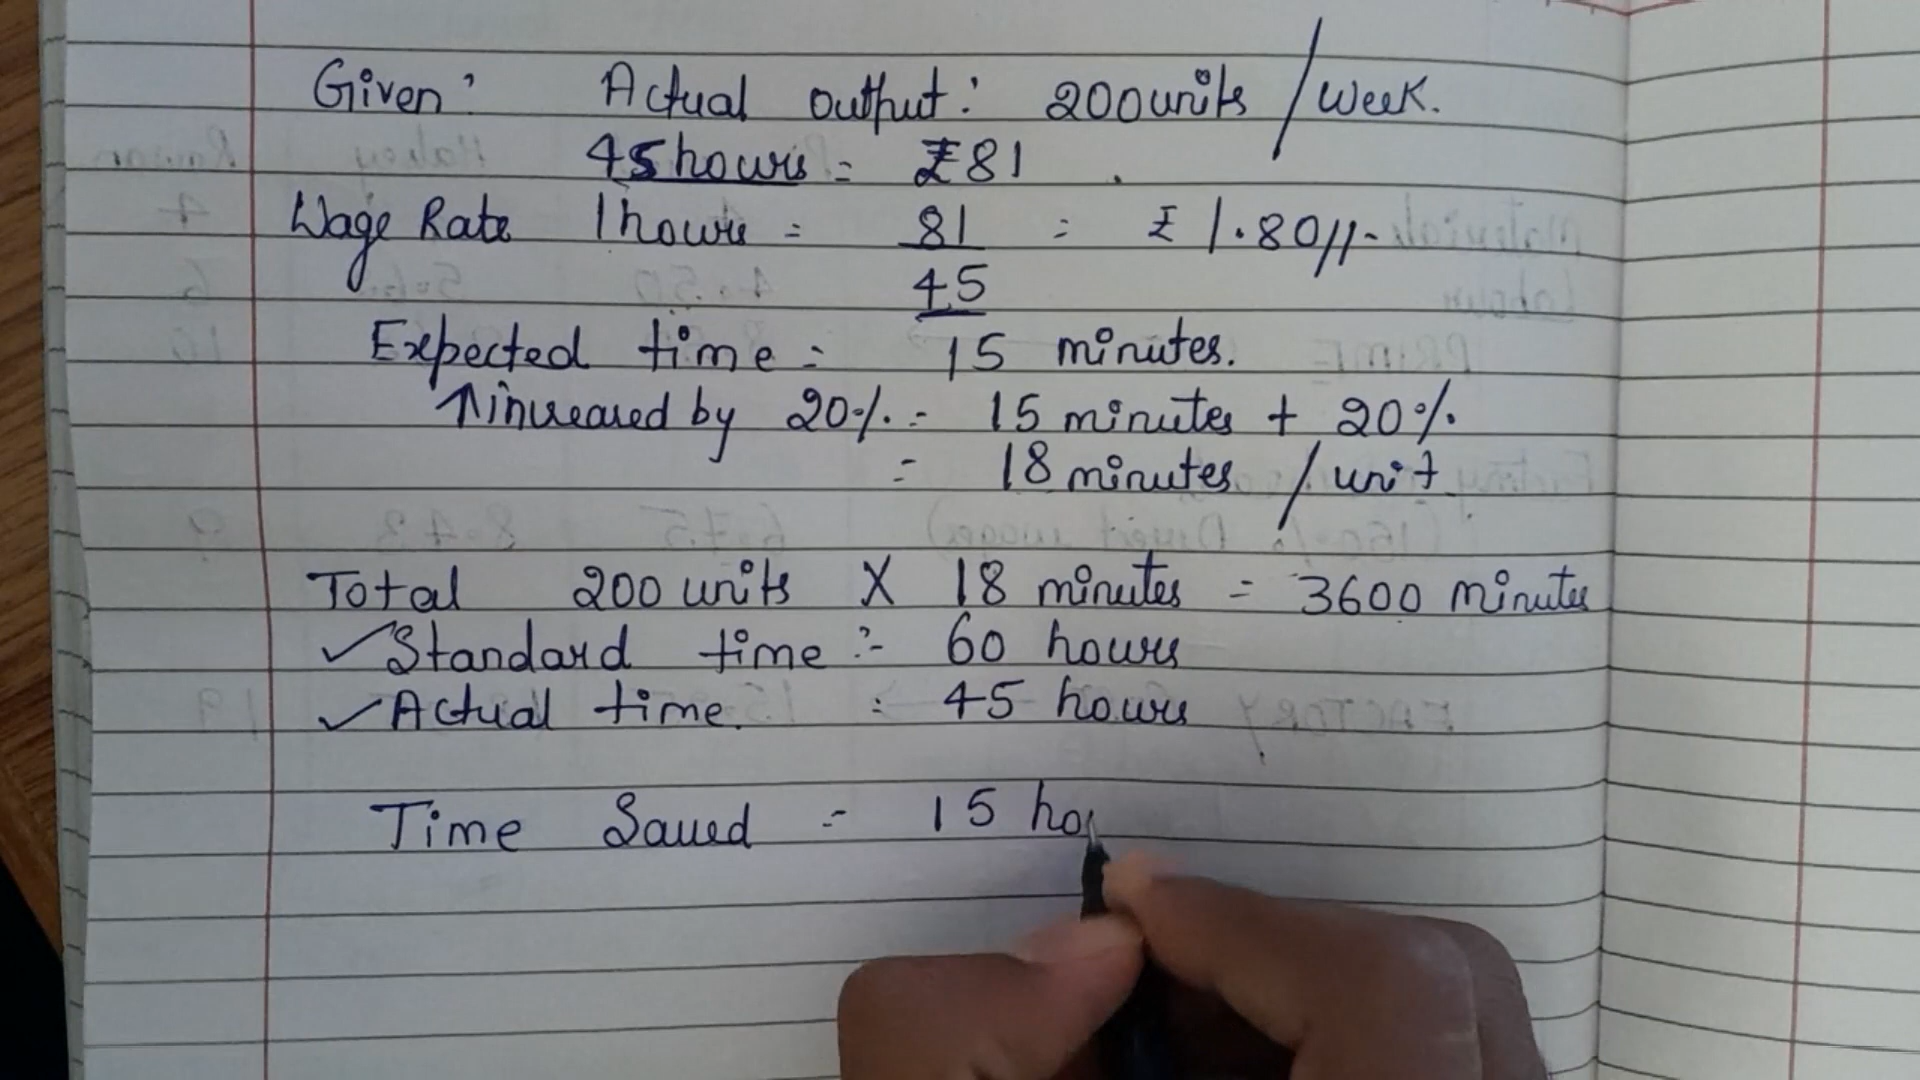 Given: Actual output: 200 units / Week.
45 hours = ₹81
Wage Rate 1 hours = 81 = ₹ 1.80//-
45
Expected time = 15 minutes.
↑ increased by 20% = 15 minutes + 20%
= 18 minutes / unit
Total 200 units X 18 minutes = 3600 minutes
✓ Standard time :- 60 hours
✓ Actual time. : 45 hours
Time Saved = 15 ho